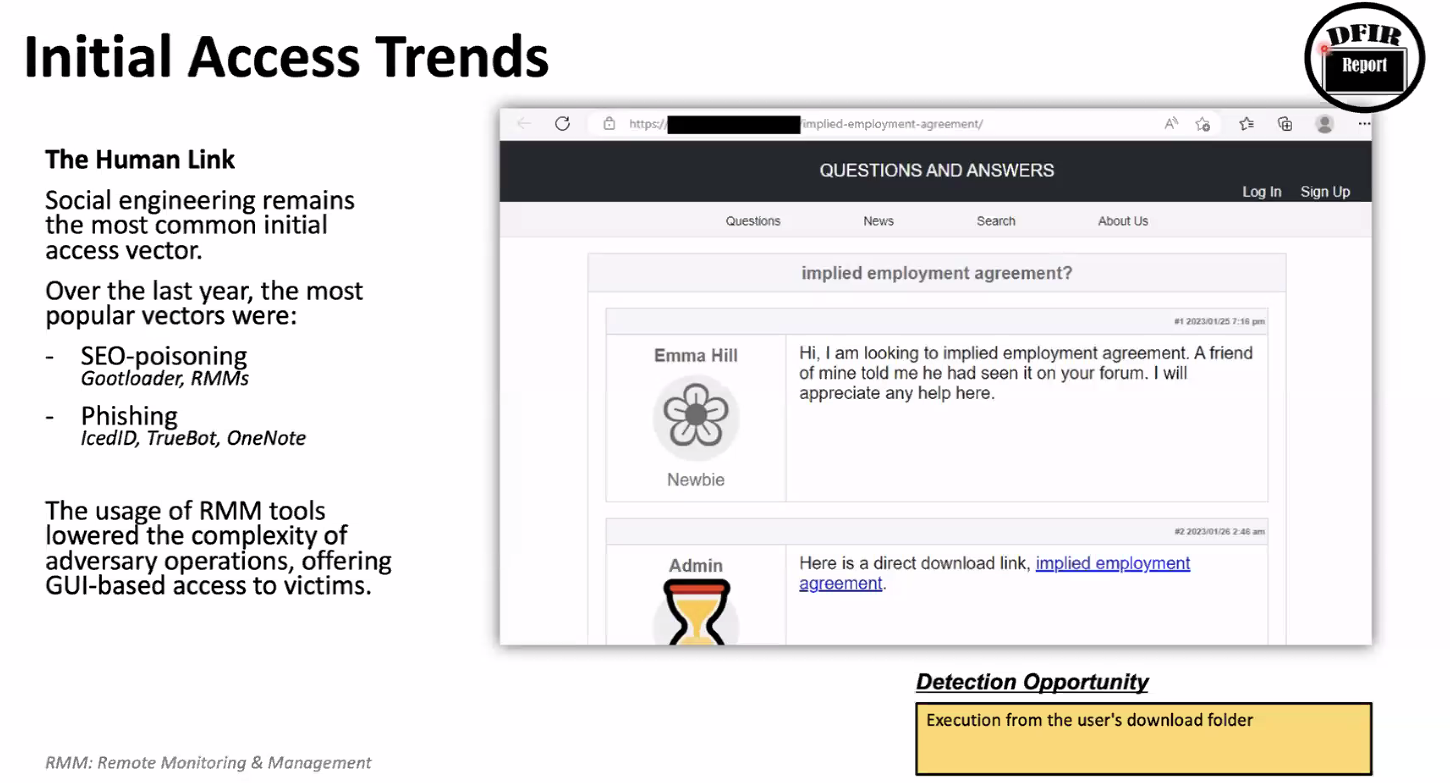 Initial Access Trends
DFIR
Report
The Human Link
Social engineering remains
the most common initial
access vector.
Over the last year, the most
popular vectors were:
- SEO-poisoning
Gootloader, RMMs
- Phishing
IcedID, TrueBot, OneNote
The usage of RMM tools
lowered the complexity of
adversary operations, offering
GUI-based access to victims.
RMM: Remote Monitoring & Management
https:// /implied-employment-agreement/
QUESTIONS AND ANSWERS
Log In Sign Up
Questions News Search About Us
implied employment agreement?
#1 2023/01/25 7:16 pm
Emma Hill
Newbie
Hi, I am looking to implied employment agreement. A friend
of mine told me he had seen it on your forum. I will
appreciate any help here.
#2 2023/01/26 2:46 am
Admin
Here is a direct download link, implied employment
agreement.
Detection Opportunity
Execution from the user's download folder